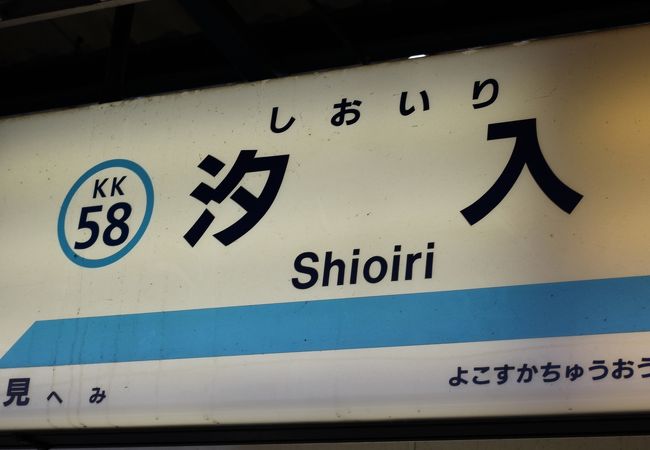 しおいり
KK
58
汐入
Shioiri
見 へみ
よこすかちゅうおう